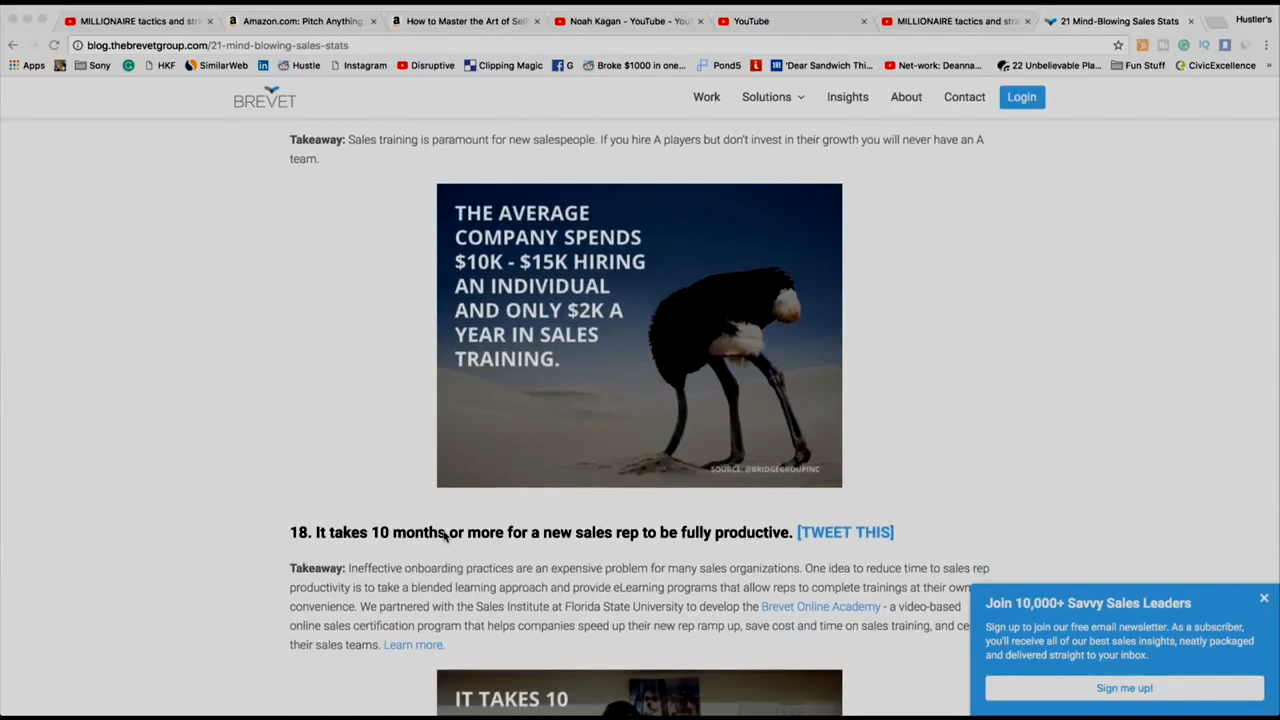 MILLIONAIRE tactics and stra
Amazon.com: Pitch Anything:
How to Master the Art of Sel
Noah Kagan - YouTube - You
YouTube
MILLIONAIRE tactics and stra
21 Mind-Blowing Sales Stats
Hustler's
blog.thebrevetgroup.com/21-mind-blowing-sales-stats
Apps
Sony
HKF
SimilarWeb
Hustle
Instagram
Disruptive
Clipping Magic
G
Broke $1000 in one...
Pond5
'Dear Sandwich Thi...
Net-work: Deanna...
22 Unbelievable Pla...
Fun Stuff
CivicExcellence
»
BREVET
Work
Solutions
Insights
About
Contact
Login
Takeaway: Sales training is paramount for new salespeople. If you hire A players but don't invest in their growth you will never have an A
team.
THE AVERAGE
COMPANY SPENDS
$10K - $15K HIRING
AN INDIVIDUAL
AND ONLY $2K A
YEAR IN SALES
TRAINING.
SOURCE: @BRIDGEGROUPINC
18. It takes 10 months or more for a new sales rep to be fully productive. [TWEET THIS]
Takeaway: Ineffective onboarding practices are an expensive problem for many sales organizations. One idea to reduce time to sales rep
productivity is to take a blended learning approach and provide eLearning programs that allow reps to complete trainings at their own
convenience. We partnered with the Sales Institute at Florida State University to develop the Brevet Online Academy - a video-based
online sales certification program that helps companies speed up their new rep ramp up, save cost and time on sales training, and ce
their sales teams. Learn more.
IT TAKES 10
Join 10,000+ Savvy Sales Leaders
Sign up to join our free email newsletter. As a subscriber,
you'll receive all of our best sales insights, neatly packaged
and delivered straight to your inbox.
Sign me up!